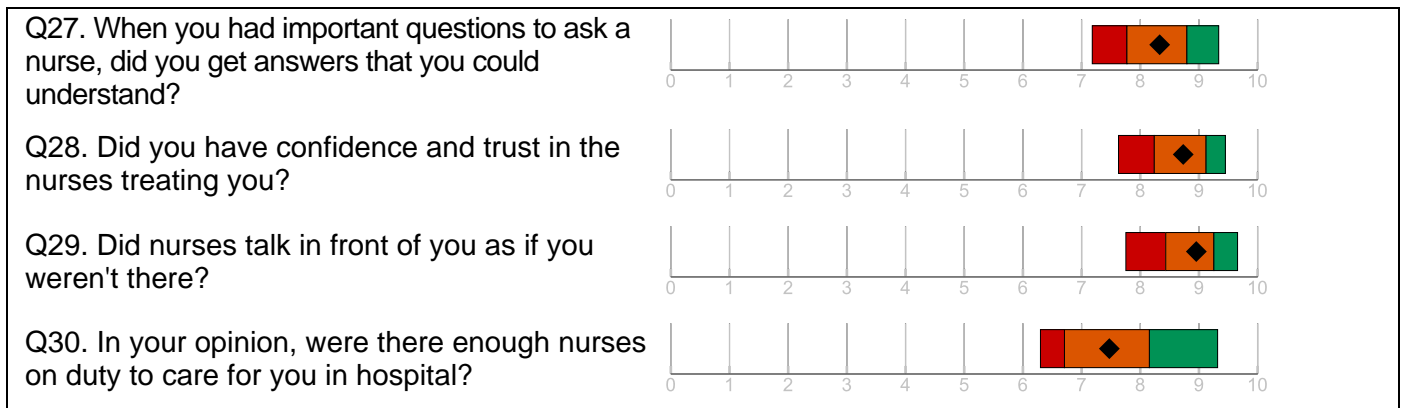 Q27. When you had important questions to ask a
nurse, did you get answers that you could
understand?
0 1 2 3 4 5 6 7 8 9 10
Q28. Did you have confidence and trust in the
nurses treating you?
0 1 2 3 4 5 6 7 8 9 10
Q29. Did nurses talk in front of you as if you
weren't there?
0 1 2 3 4 5 6 7 8 9 10
Q30. In your opinion, were there enough nurses
on duty to care for you in hospital?
0 1 2 3 4 5 6 7 8 9 10